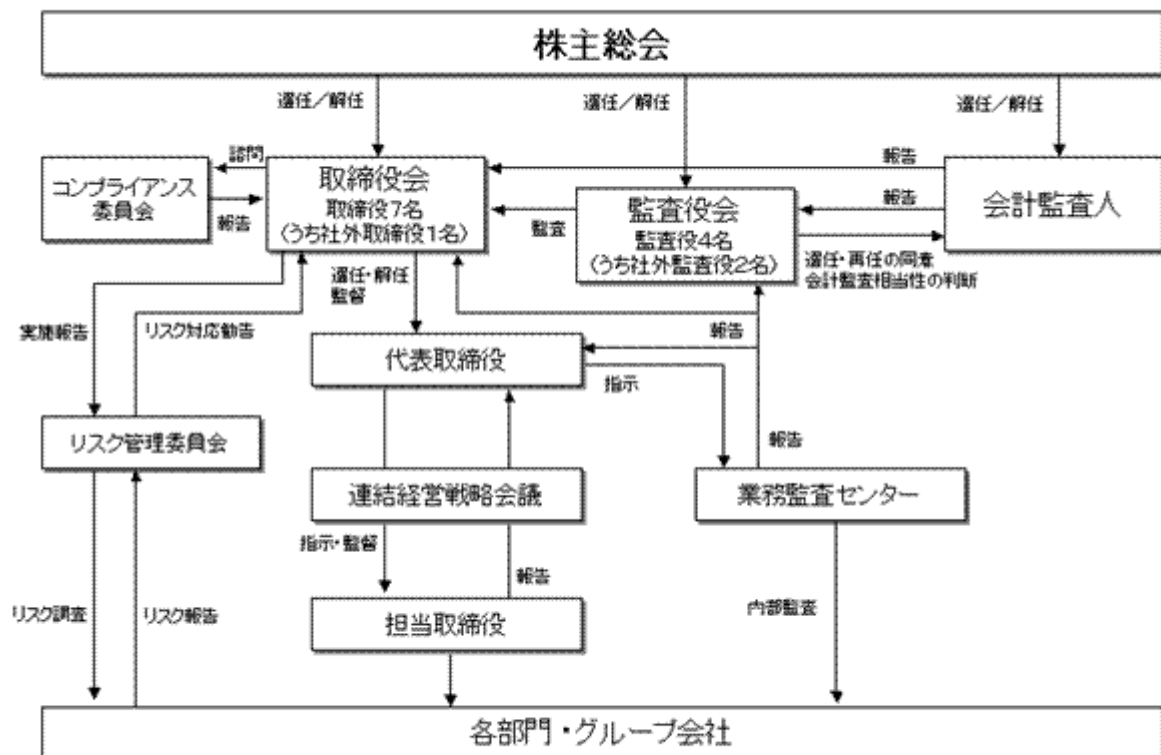 株主総会
選任／解任
選任／解任
選任／解任
諮問
報告
コンプライアンス
委員会
報告
取締役会
取締役7名
(うち社外取締役1名)
監査
監査役会
監査役4名
(うち社外監査役2名)
報告
会計監査人
選任・再任の同意
会計監査相当性の判断
選任・解任
監督
実施報告
リスク対応勧告
報告
代表取締役
指示
リスク管理委員会
報告
連結経営戦略会議
業務監査センター
指示・監督
報告
担当取締役
リスク調査
リスク報告
内部監査
各部門・グループ会社